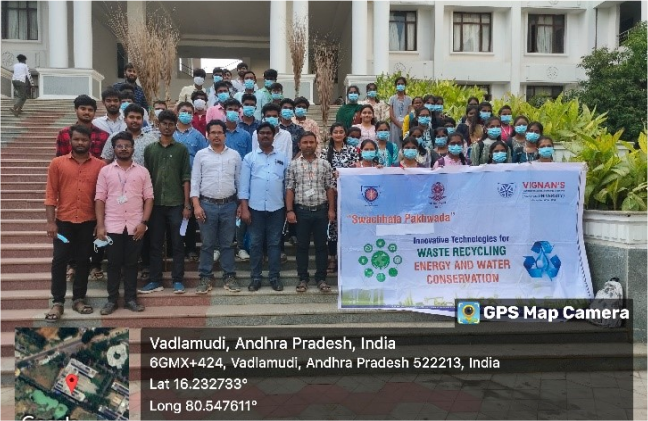 VIGNAN'S
"Swachhata Pakhwada"
Innovative Technologies for
WASTE RECYCLING
ENERGY AND WATER
CONSERVATION
GPS Map Camera
Vadlamudi, Andhra Pradesh, India
6GMX+424, Vadlamudi, Andhra Pradesh 522213, India
Lat 16.232733°
Long 80.547611°
Google